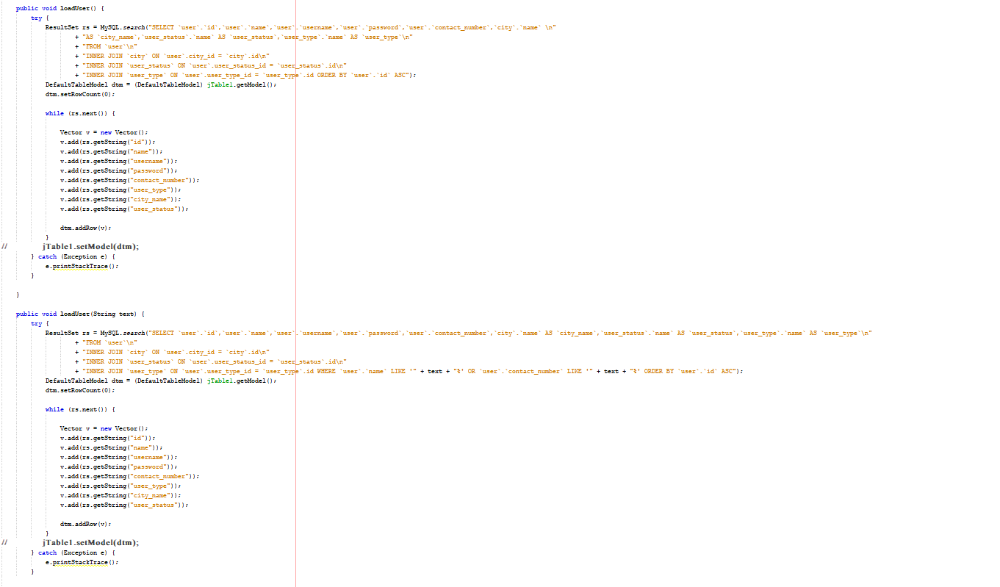 public void loadUser() {
try {
ResultSet rs = MySQL.search("SELECT `user`.`id`,`user`.`name`,`user`.`username`,`user`.`password`,`user`.`contact_number`,`city`.`name` \n"
+ "AS `city_name`,`user_status`.`name` AS `user_status`,`user_type`.`name` AS `user_type`\n"
+ "FROM `user`\n"
+ "INNER JOIN `city` ON `user`.city_id = `city`.id\n"
+ "INNER JOIN `user_status` ON `user`.user_status_id = `user_status`.id\n"
+ "INNER JOIN `user_type` ON `user`.user_type_id = `user_type`.id ORDER BY `user`.`id` ASC");
DefaultTableModel dtm = (DefaultTableModel) jTable1.getModel();
dtm.setRowCount(0);
while (rs.next()) {
Vector v = new Vector();
v.add(rs.getString("id"));
v.add(rs.getString("name"));
v.add(rs.getString("username"));
v.add(rs.getString("password"));
v.add(rs.getString("contact_number"));
v.add(rs.getString("user_type"));
v.add(rs.getString("city_name"));
v.add(rs.getString("user_status"));
dtm.addRow(v);
}
// jTable1.setModel(dtm);
} catch (Exception e) {
e.printStackTrace();
}
}
public void loadUser(String text) {
try {
ResultSet rs = MySQL.search("SELECT `user`.`id`,`user`.`name`,`user`.`username`,`user`.`password`,`user`.`contact_number`,`city`.`name` AS `city_name`,`user_status`.`name` AS `user_status`,`user_type`.`name` AS `user_type`\n"
+ "FROM `user`\n"
+ "INNER JOIN `city` ON `user`.city_id = `city`.id\n"
+ "INNER JOIN `user_status` ON `user`.user_status_id = `user_status`.id\n"
+ "INNER JOIN `user_type` ON `user`.user_type_id = `user_type`.id WHERE `user`.`name` LIKE '" + text + "%' OR `user`.`contact_number` LIKE '" + text + "%' ORDER BY `user`.`id` ASC");
DefaultTableModel dtm = (DefaultTableModel) jTable1.getModel();
dtm.setRowCount(0);
while (rs.next()) {
Vector v = new Vector();
v.add(rs.getString("id"));
v.add(rs.getString("name"));
v.add(rs.getString("username"));
v.add(rs.getString("password"));
v.add(rs.getString("contact_number"));
v.add(rs.getString("user_type"));
v.add(rs.getString("city_name"));
v.add(rs.getString("user_status"));
dtm.addRow(v);
}
// jTable1.setModel(dtm);
} catch (Exception e) {
e.printStackTrace();
}